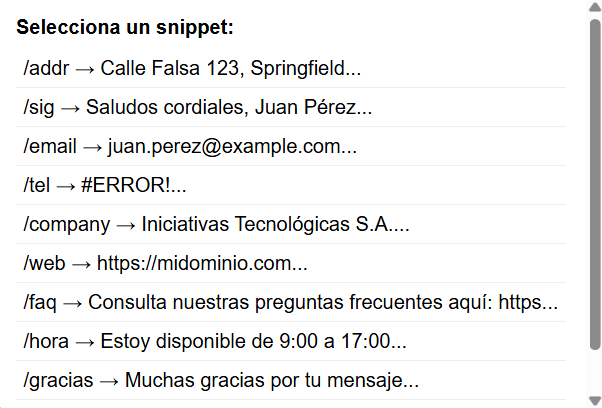 Selecciona un snippet:
/addr → Calle Falsa 123, Springfield...
/sig → Saludos cordiales, Juan Pérez...
/email → juan.perez@example.com...
/tel → #ERROR!...
/company → Iniciativas Tecnológicas S.A....
/web → https://midominio.com...
/faq → Consulta nuestras preguntas frecuentes aquí: https...
/hora → Estoy disponible de 9:00 a 17:00...
/gracias → Muchas gracias por tu mensaje...